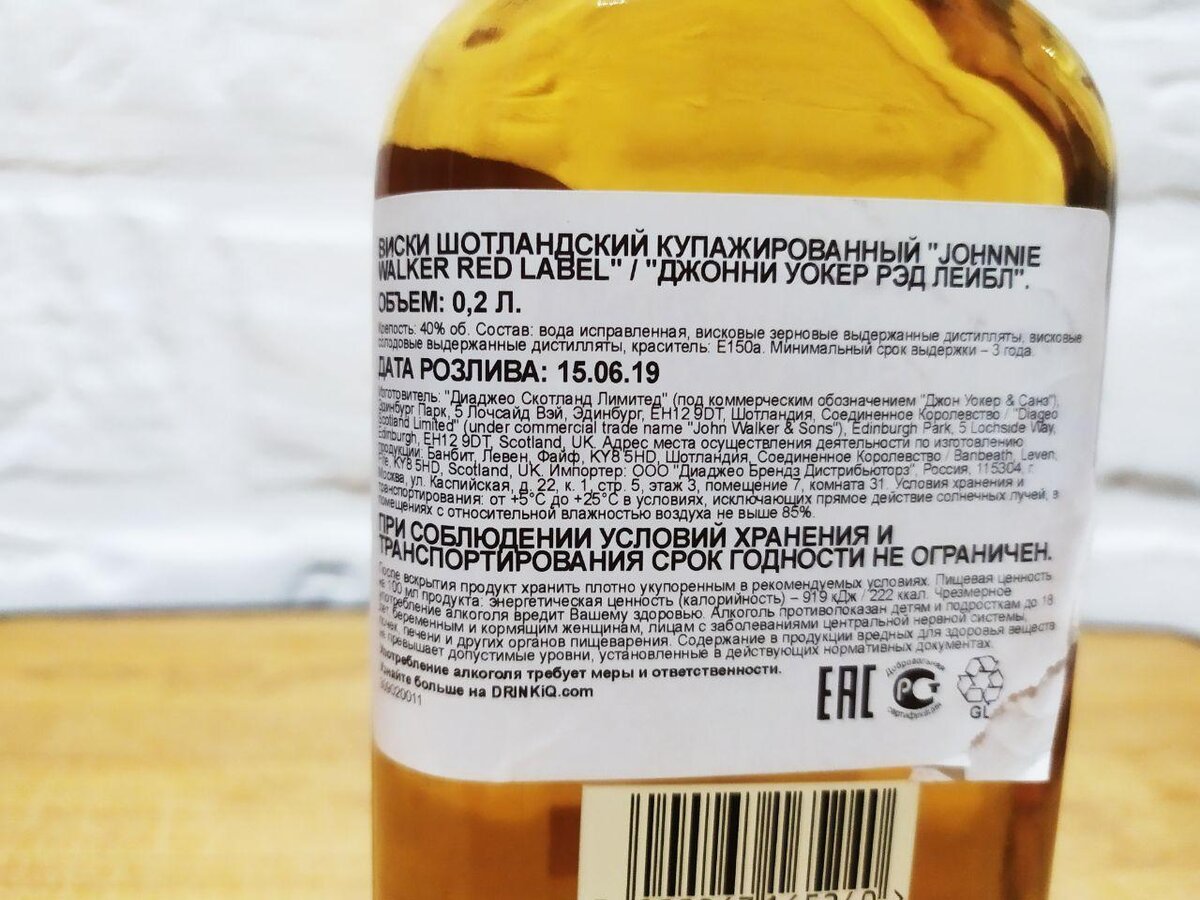 ВИСКИ ШОТЛАНДСКИЙ КУПАЖИРОВАННЫЙ "JOHNNIE
WALKER RED LABEL" / "ДЖОННИ УОКЕР РЭД ЛЕЙБЛ".
ОБЪЕМ: 0,2 Л.
Крепость: 40% об. Состав: вода исправленная, висковые зерновые выдержанные дистилляты, висковые
солодовые выдержанные дистилляты, краситель: Е150а. Минимальный срок выдержки – 3 года.
ДАТА РОЗЛИВА: 15.06.19
Изготовитель: "Диаджео Скотланд Лимитед" (под коммерческим обозначением "Джон Уокер & Санз"),
Эдинбург Парк, 5 Лочсайд Вэй, Эдинбург, EH12 9DT, Шотландия, Соединенное Королевство / "Diageo
Scotland Limited" (under commercial trade name "John Walker & Sons"), Edinburgh Park, 5 Lochside Way,
Edinburgh, EH12 9DT, Scotland, UK. Адрес места осуществления деятельности по изготовлению
продукции: Банбит, Левен, Файф, KY8 5HD, Шотландия, Соединенное Королевство / Banbeath, Leven,
Fife, KY8 5HD, Scotland, UK. Импортер: ООО "Диаджео Брендз Дистрибьюторз", Россия, 115304, г.
Москва, ул. Каспийская, д. 22, к. 1, стр. 5, этаж 3, помещение 7, комната 31. Условия хранения и
транспортирования: от +5°С до +25°С в условиях, исключающих прямое действие солнечных лучей, в
помещениях с относительной влажностью воздуха не выше 85%.
ПРИ СОБЛЮДЕНИИ УСЛОВИЙ ХРАНЕНИЯ И
ТРАНСПОРТИРОВАНИЯ СРОК ГОДНОСТИ НЕ ОГРАНИЧЕН.
После вскрытия продукт хранить плотно укупоренным в рекомендуемых условиях. Пищевая ценность
на 100 мл продукта: энергетическая ценность (калорийность) – 919 кДж / 222 ккал. Чрезмерное
употребление алкоголя вредит Вашему здоровью. Алкоголь противопоказан детям и подросткам до 18
лет, беременным и кормящим женщинам, лицам с заболеваниями центральной нервной системы,
почек, печени и других органов пищеварения. Содержание в продукции вредных для здоровья веществ
не превышает допустимые уровни, установленные в действующих нормативных документах.
Употребление алкоголя требует меры и ответственности.
Узнайте больше на DRINKiQ.com
EAC
Добровольная
РСТ
сертификация
GL